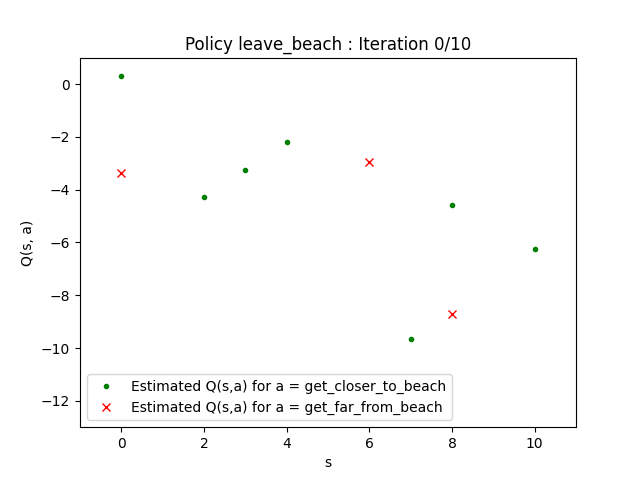 Policy leave_beach : Iteration 0/10
Q(s, a)
0
−2
−4
−6
−8
−10
−12
Estimated Q(s,a) for a = get_closer_to_beach
Estimated Q(s,a) for a = get_far_from_beach
0 2 4 6 8 10
s